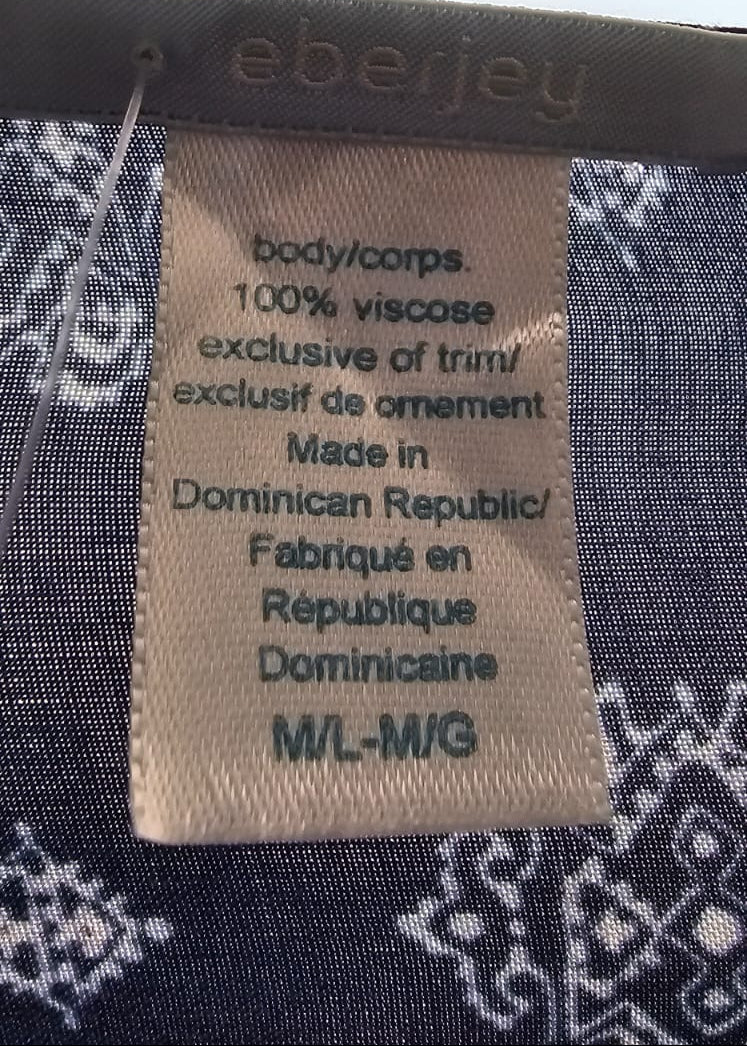 eberjey
body/corps.
100% viscose
exclusive of trim/
exclusif de ornement
Made in
Dominican Republic/
Fabriqué en
République
Dominicaine
M/L-M/G